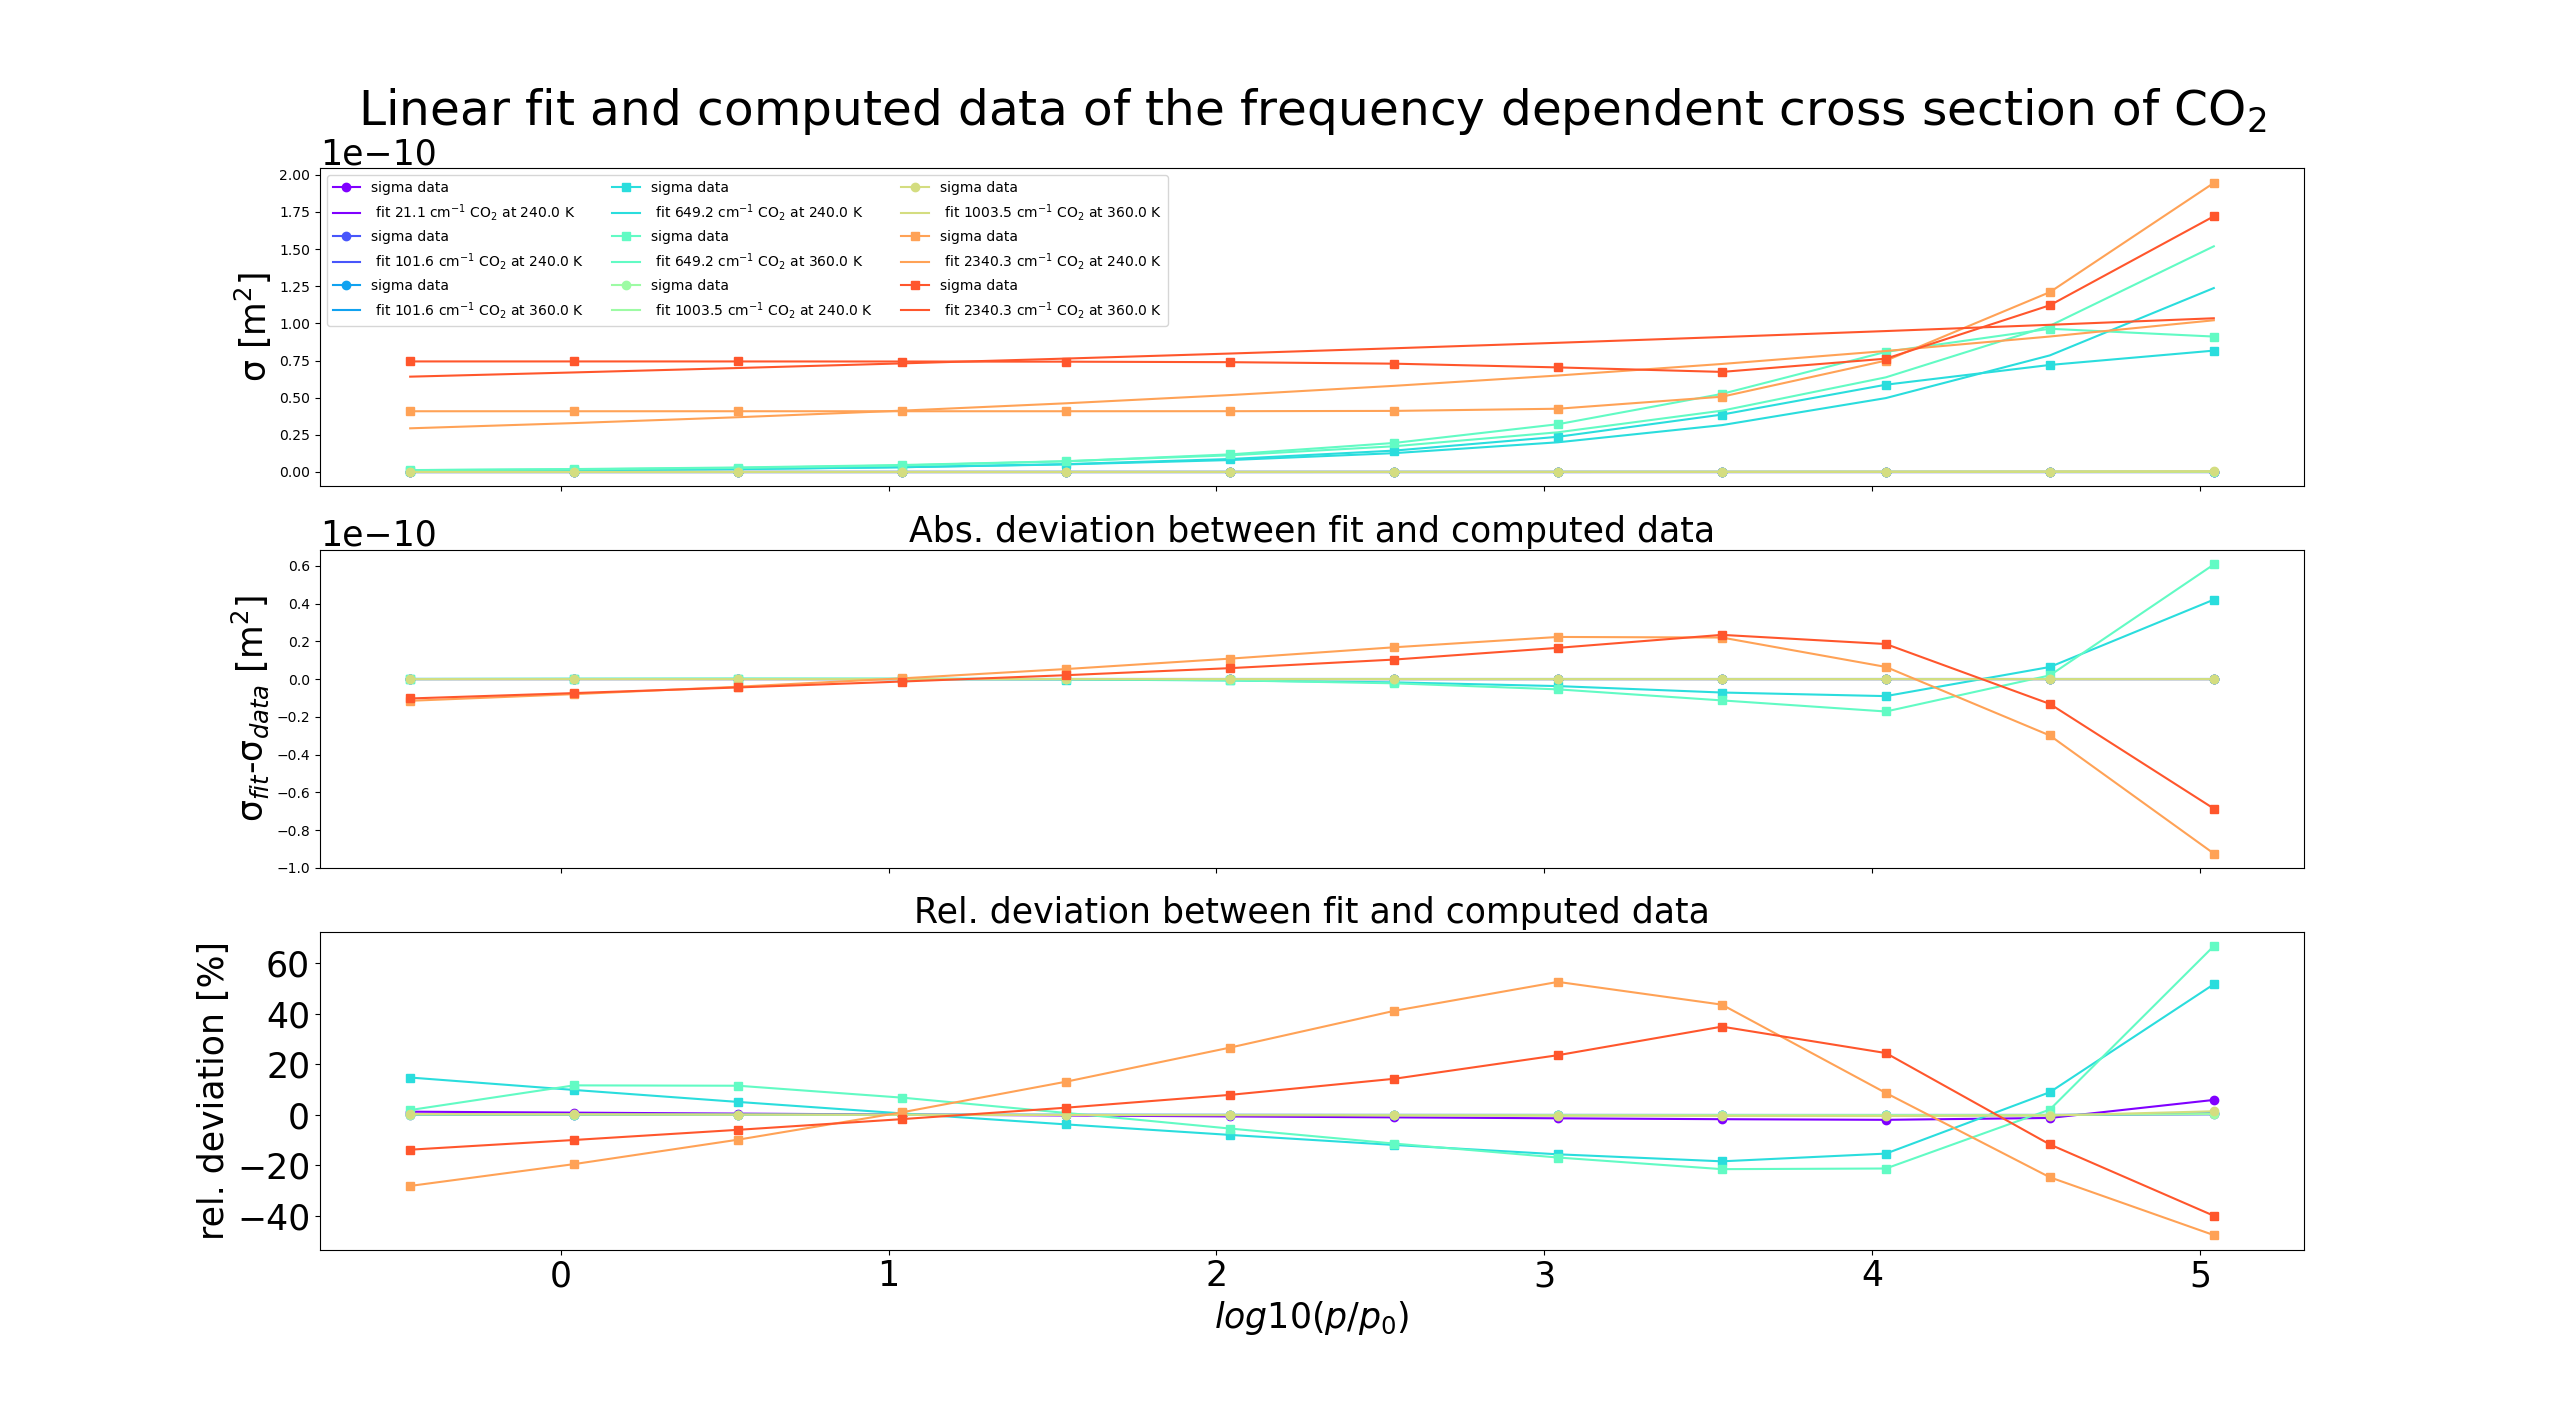 Linear fit and computed data of the frequency dependent cross section of CO₂
1e−10
2.00
1.75
1.50
1.25
1.00
0.75
0.50
0.25
0.00
σ [m²]
sigma data
fit 21.1 cm⁻¹ CO₂ at 240.0 K
sigma data
fit 101.6 cm⁻¹ CO₂ at 240.0 K
sigma data
fit 101.6 cm⁻¹ CO₂ at 360.0 K
sigma data
fit 649.2 cm⁻¹ CO₂ at 240.0 K
sigma data
fit 649.2 cm⁻¹ CO₂ at 360.0 K
sigma data
fit 1003.5 cm⁻¹ CO₂ at 240.0 K
sigma data
fit 1003.5 cm⁻¹ CO₂ at 360.0 K
sigma data
fit 2340.3 cm⁻¹ CO₂ at 240.0 K
sigma data
fit 2340.3 cm⁻¹ CO₂ at 360.0 K
Abs. deviation between fit and computed data
1e−10
0.6
0.4
0.2
0.0
−0.2
−0.4
−0.6
−0.8
−1.0
σ_fit-σ_data [m²]
Rel. deviation between fit and computed data
60
40
20
0
−20
−40
rel. deviation [%]
0 1 2 3 4 5
log10(p/p₀)